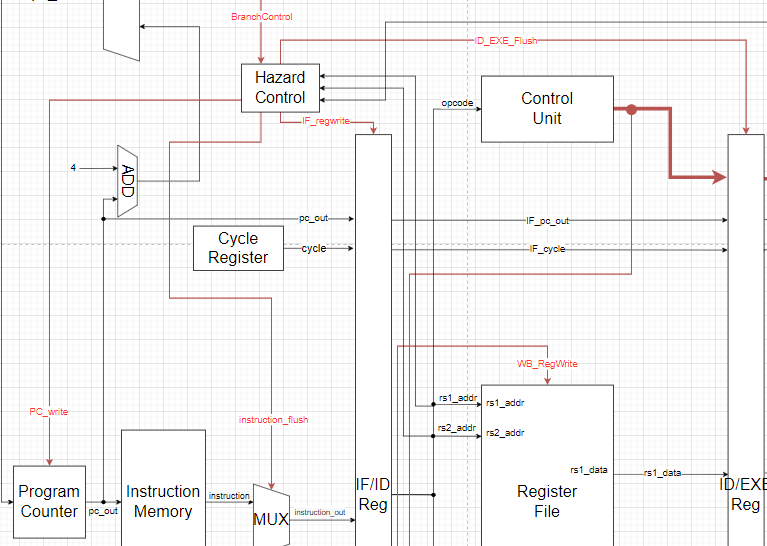 BranchControl
ID_EXE_Flush
Hazard
Control
opcode
Control
Unit
IF_regwrite
4
ADD
pc_out
IF_pc_out
Cycle
Register
cycle
IF_cycle
WB_RegWrite
PC_write
instruction_flush
rs1_addr
rs1_addr
rs2_addr
rs2_addr
rs1_data
rs1_data
Program
Counter
pc_out
Instruction
Memory
instruction
MUX
instruction_out
IF/ID
Reg
Register
File
ID/EXE
Reg